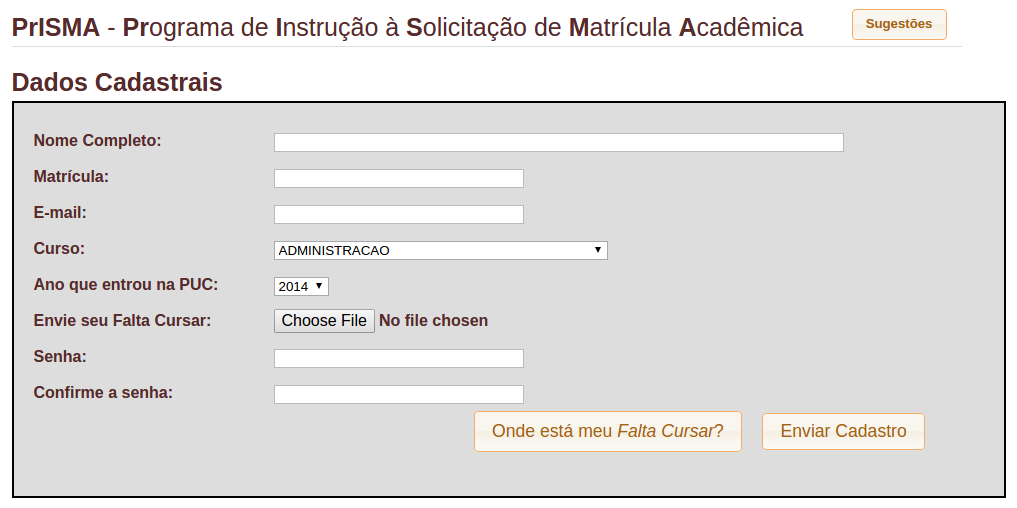 PrISMA - Programa de Instrução à Solicitação de Matrícula Acadêmica Sugestões
Dados Cadastrais
Nome Completo:
Matrícula:
E-mail:
Curso: ADMINISTRACAO
Ano que entrou na PUC: 2014
Envie seu Falta Cursar: Choose File No file chosen
Senha:
Confirme a senha:
Onde está meu Falta Cursar? Enviar Cadastro